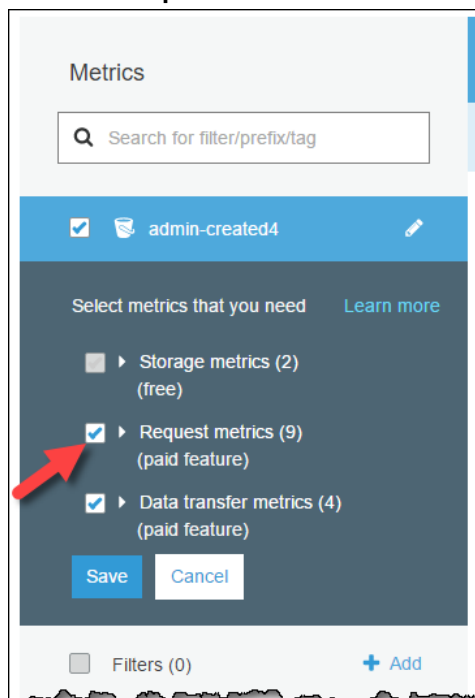 Metrics
Search for filter/prefix/tag
admin-created4
Select metrics that you need Learn more
Storage metrics (2)
(free)
Request metrics (9)
(paid feature)
Data transfer metrics (4)
(paid feature)
Save Cancel
Filters (0) + Add